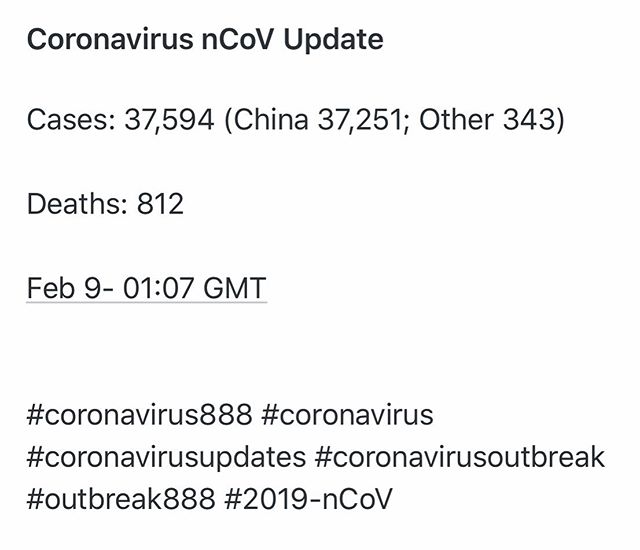 Coronavirus nCoV Update
Cases: 37,594 (China 37,251; Other 343)
Deaths: 812
Feb 9- 01:07 GMT
#coronavirus888 #coronavirus
#coronavirusupdates #coronavirusoutbreak
#outbreak888 #2019-nCoV